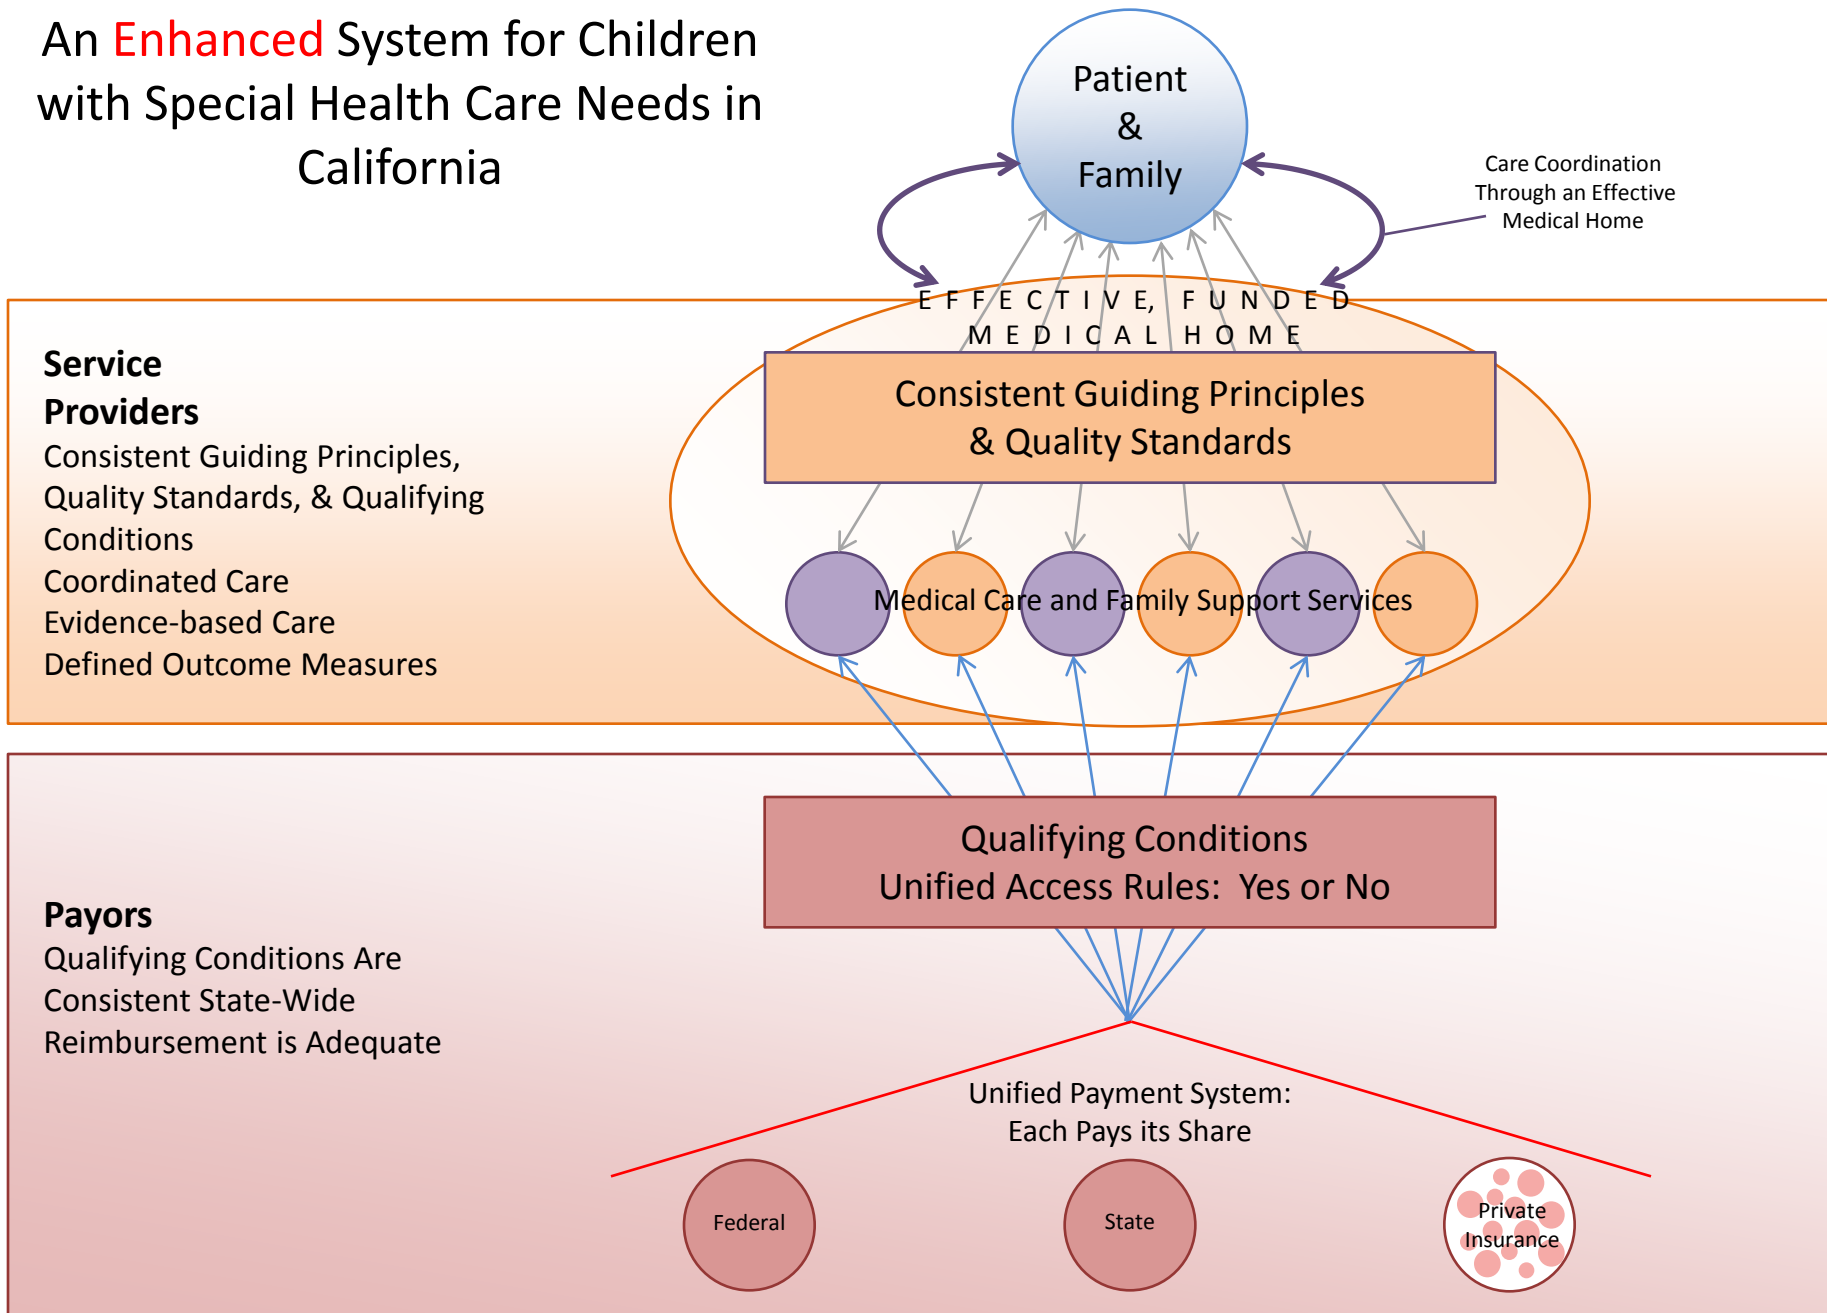 An Enhanced System for Children
with Special Health Care Needs in
California
Patient
&
Family
Care Coordination
Through an Effective
Medical Home
EFFECTIVE, FUNDED
MEDICAL HOME
Consistent Guiding Principles
& Quality Standards
Service
Providers
Consistent Guiding Principles,
Quality Standards, & Qualifying
Conditions
Coordinated Care
Evidence-based Care
Defined Outcome Measures
Medical Care and Family Support Services
Qualifying Conditions
Unified Access Rules:  Yes or No
Payors
Qualifying Conditions Are
Consistent State-Wide
Reimbursement is Adequate
Unified Payment System:
Each Pays its Share
Federal
State
Private
Insurance